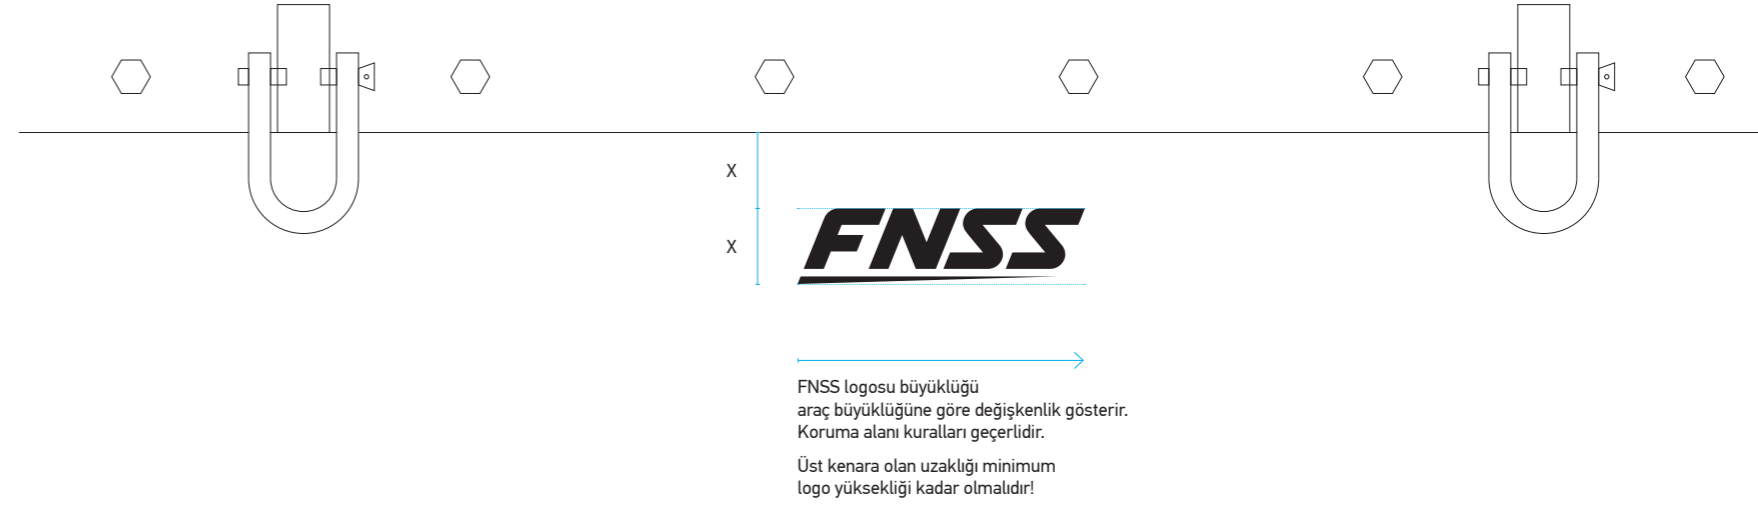 X
X
FNSS
FNSS logosu büyüklüğü
araç büyüklüğüne göre değişkenlik gösterir.
Koruma alanı kuralları geçerlidir.
Üst kenara olan uzaklığı minimum
logo yüksekliği kadar olmalıdır!